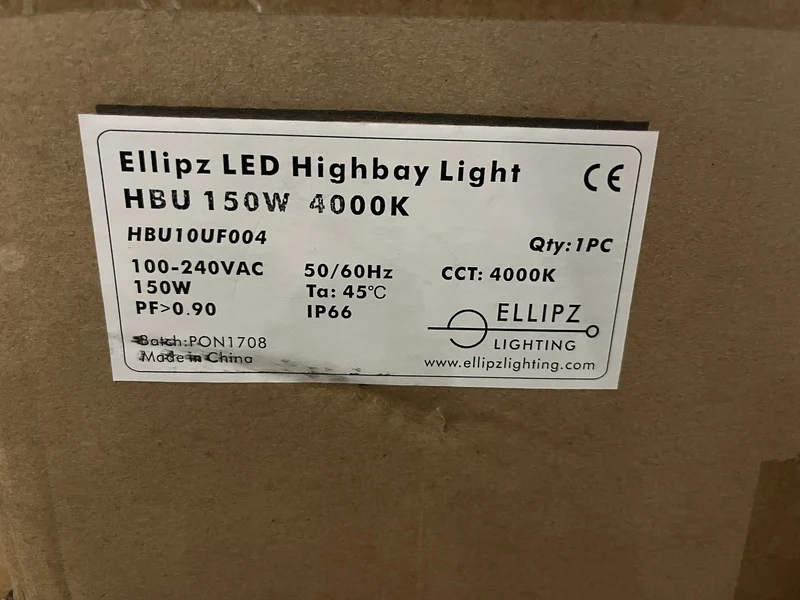 Ellipz LED Highbay Light CE
HBU 150W 4000K
HBU10UF004 Qty: 1PC
100-240VAC 50/60Hz CCT: 4000K
150W Ta: 45℃
PF>0.90 IP66
ELLIPZ
LIGHTING
Batch:PON1708
Made in China
www.ellipzlighting.com